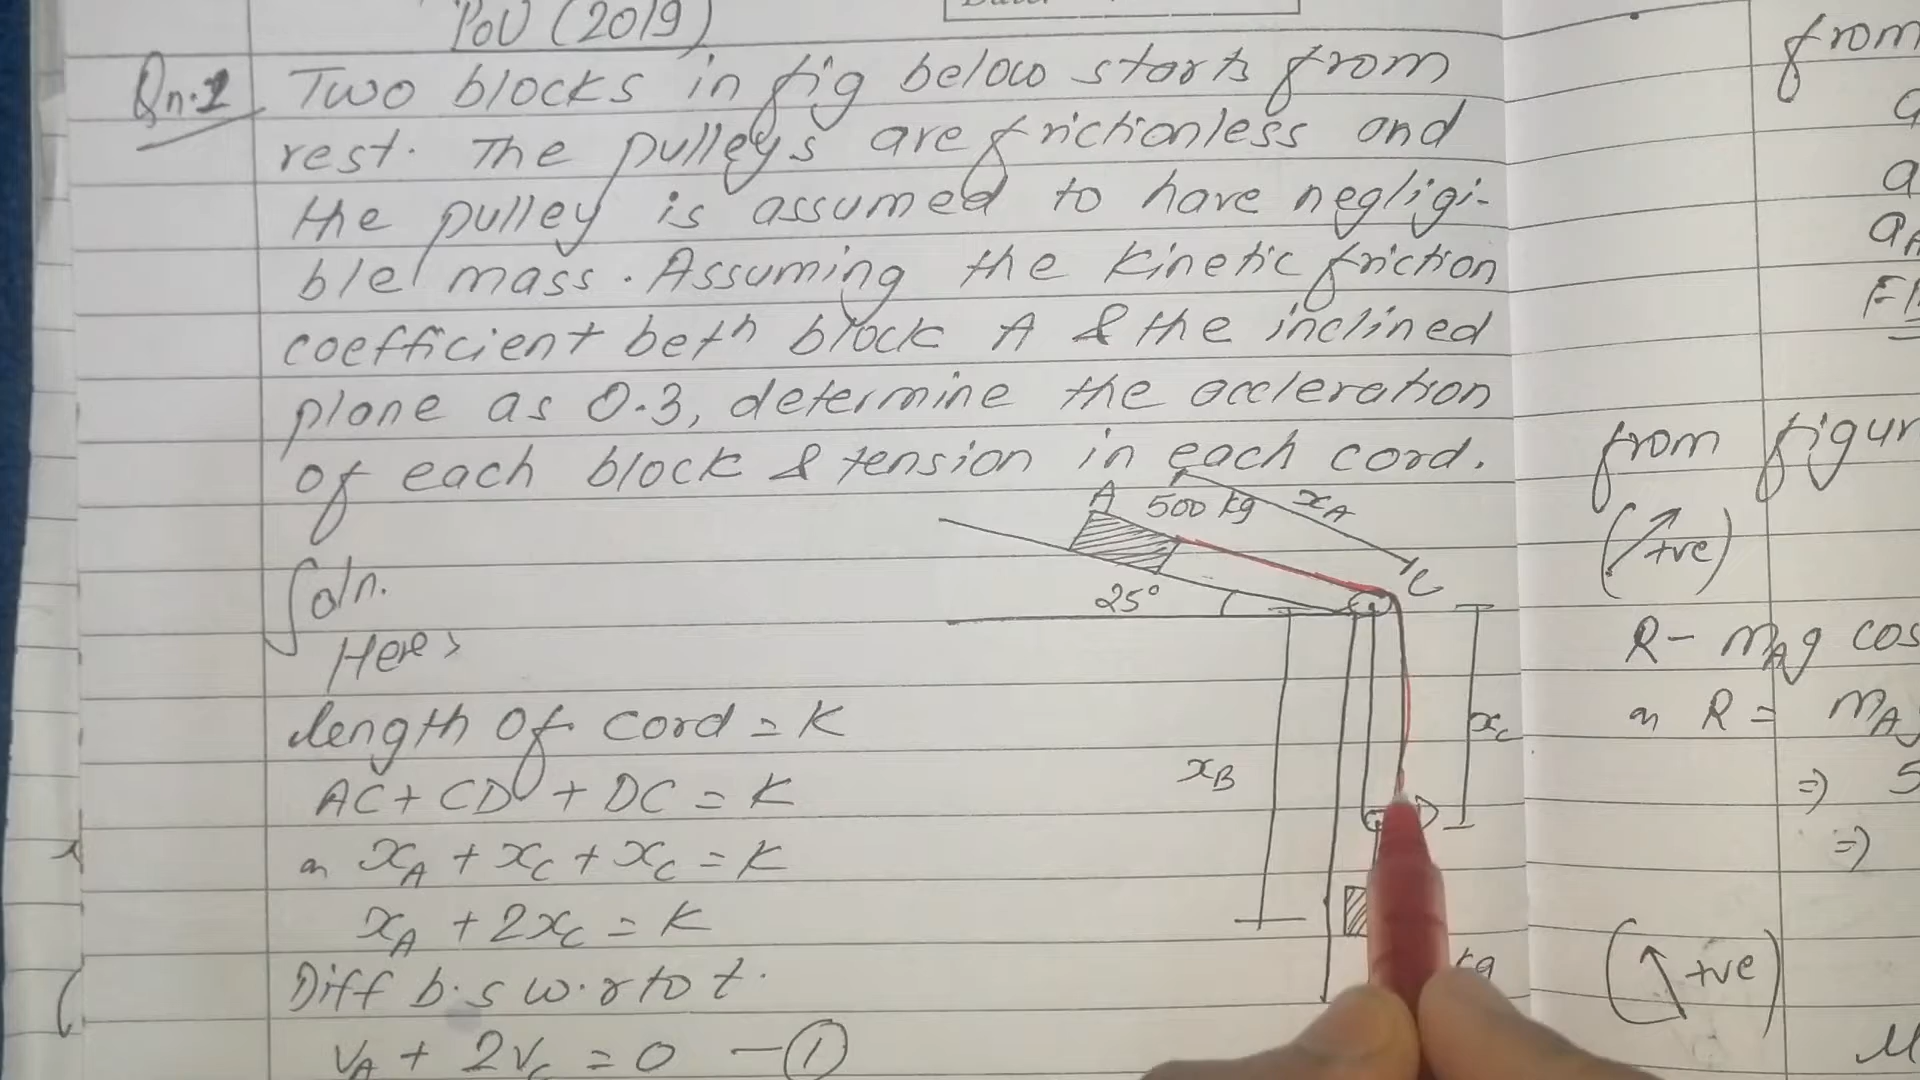 POU (2019)
Qn.1 Two blocks in fig below starts from
rest. The pulleys are frictionless and
the pulley is assumed to have negligi-
ble mass. Assuming the kinetic friction
coefficient betn block A & the inclined
plane as 0.3, determine the accleration
of each block & tension in each cord.
A 500 kg xA
C
25°
Soln.
Here,
length of cord = K
xB
xC
AC + CD + DC = K
xA + xC + xC = K
xA + 2xC = K
kg
Diff b.s w.r to t.
vA + 2vC = 0 — ①
from
from figur
(↗ +ve)
R - mAg cos
R = mA
⇒ 5
⇒
(↖ +ve)